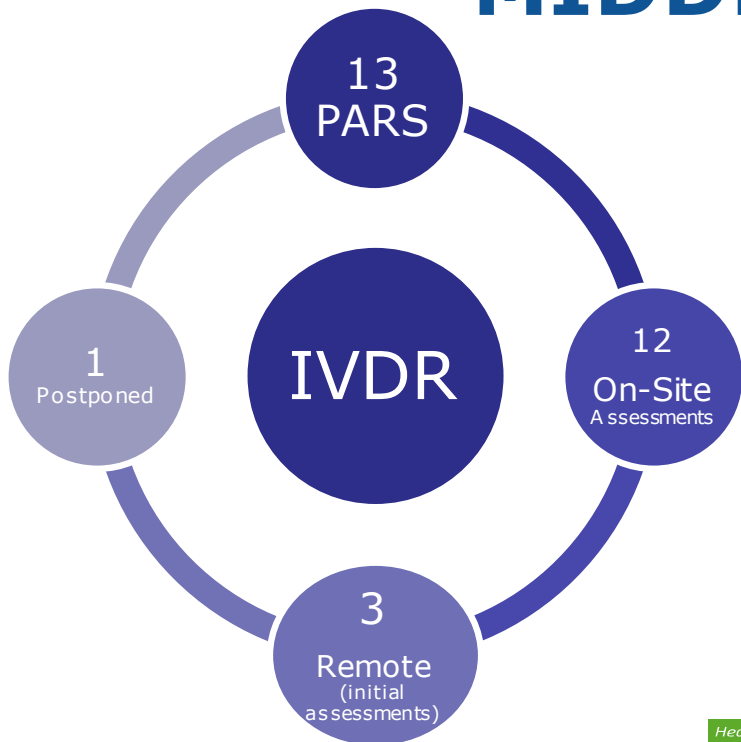 13
PARS
1
Postponed
IVDR
12
On-Site
Assessments
3
Remote
(initial
assessments)